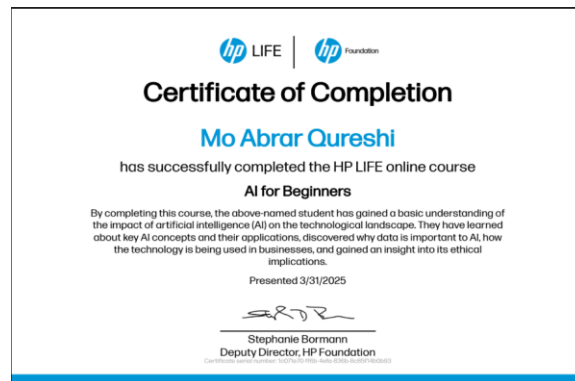 hp LIFE hp Foundation
Certificate of Completion
Mo Abrar Qureshi
has successfully completed the HP LIFE online course
AI for Beginners
By completing this course, the above-named student has gained a basic understanding of
the impact of artificial intelligence (AI) on the technological landscape. They have learned
about key AI concepts and their applications, discovered why data is important to AI, how
the technology is being used in businesses, and gained an insight into its ethical
implications.
Presented 3/31/2025
Stephanie Bormann
Deputy Director, HP Foundation
Certificate serial number: